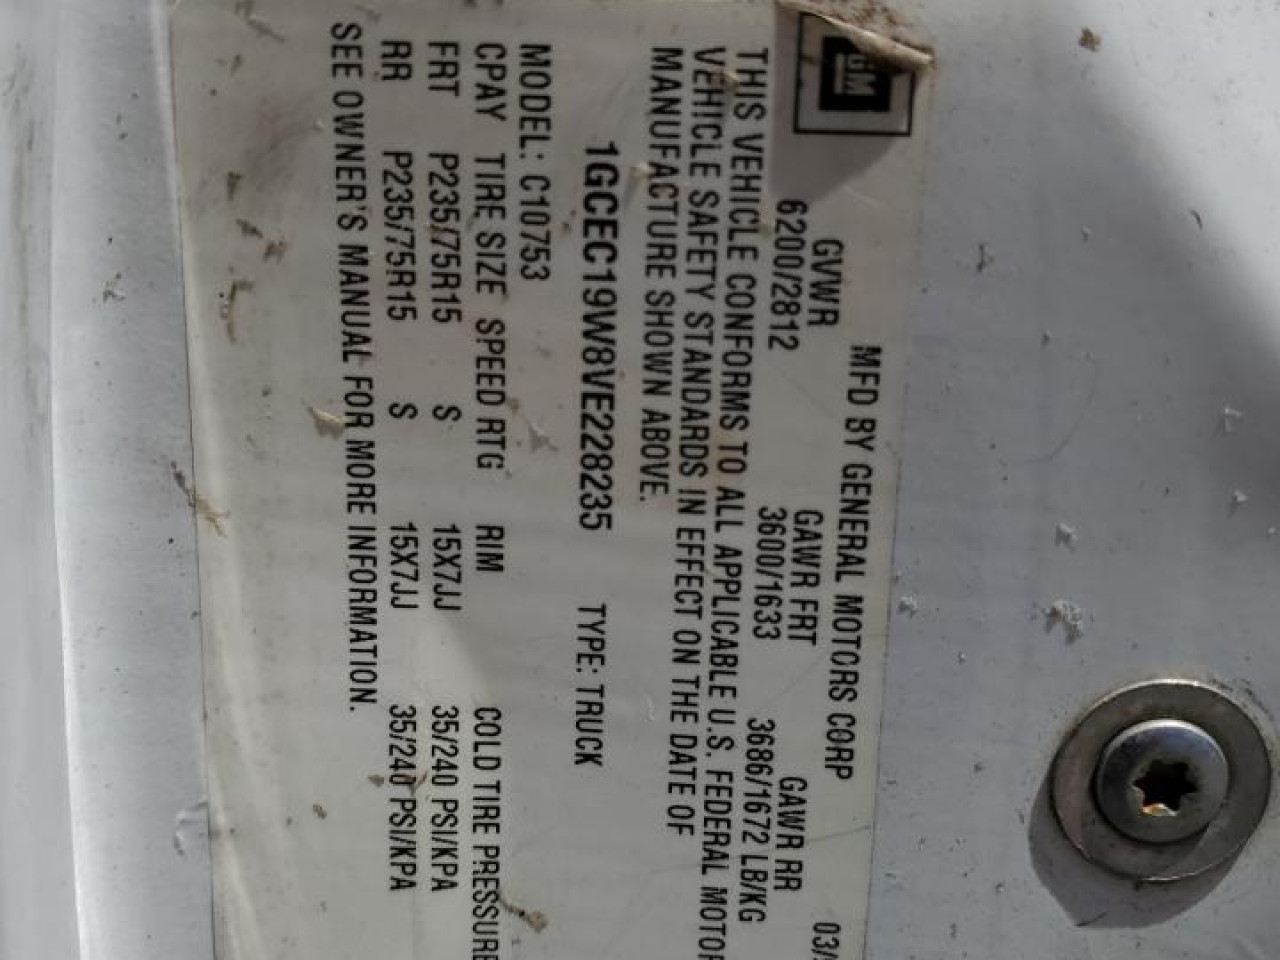 GM
MFD BY GENERAL MOTORS CORP
03/
GVWR GAWR FRT GAWR RR
6200/2812 3600/1633 3686/1672 LB/KG
THIS VEHICLE CONFORMS TO ALL APPLICABLE U.S. FEDERAL MOTOR
VEHICLE SAFETY STANDARDS IN EFFECT ON THE DATE OF
MANUFACTURE SHOWN ABOVE.
1GCEC19W8VE228235 TYPE: TRUCK
MODEL: C10753
CPAY TIRE SIZE SPEED RTG RIM COLD TIRE PRESSURE
FRT P235/75R15 S 15X7JJ 35/240 PSI/KPA
RR P235/75R15 S 15X7JJ 35/240 PSI/KPA
SEE OWNER'S MANUAL FOR MORE INFORMATION.